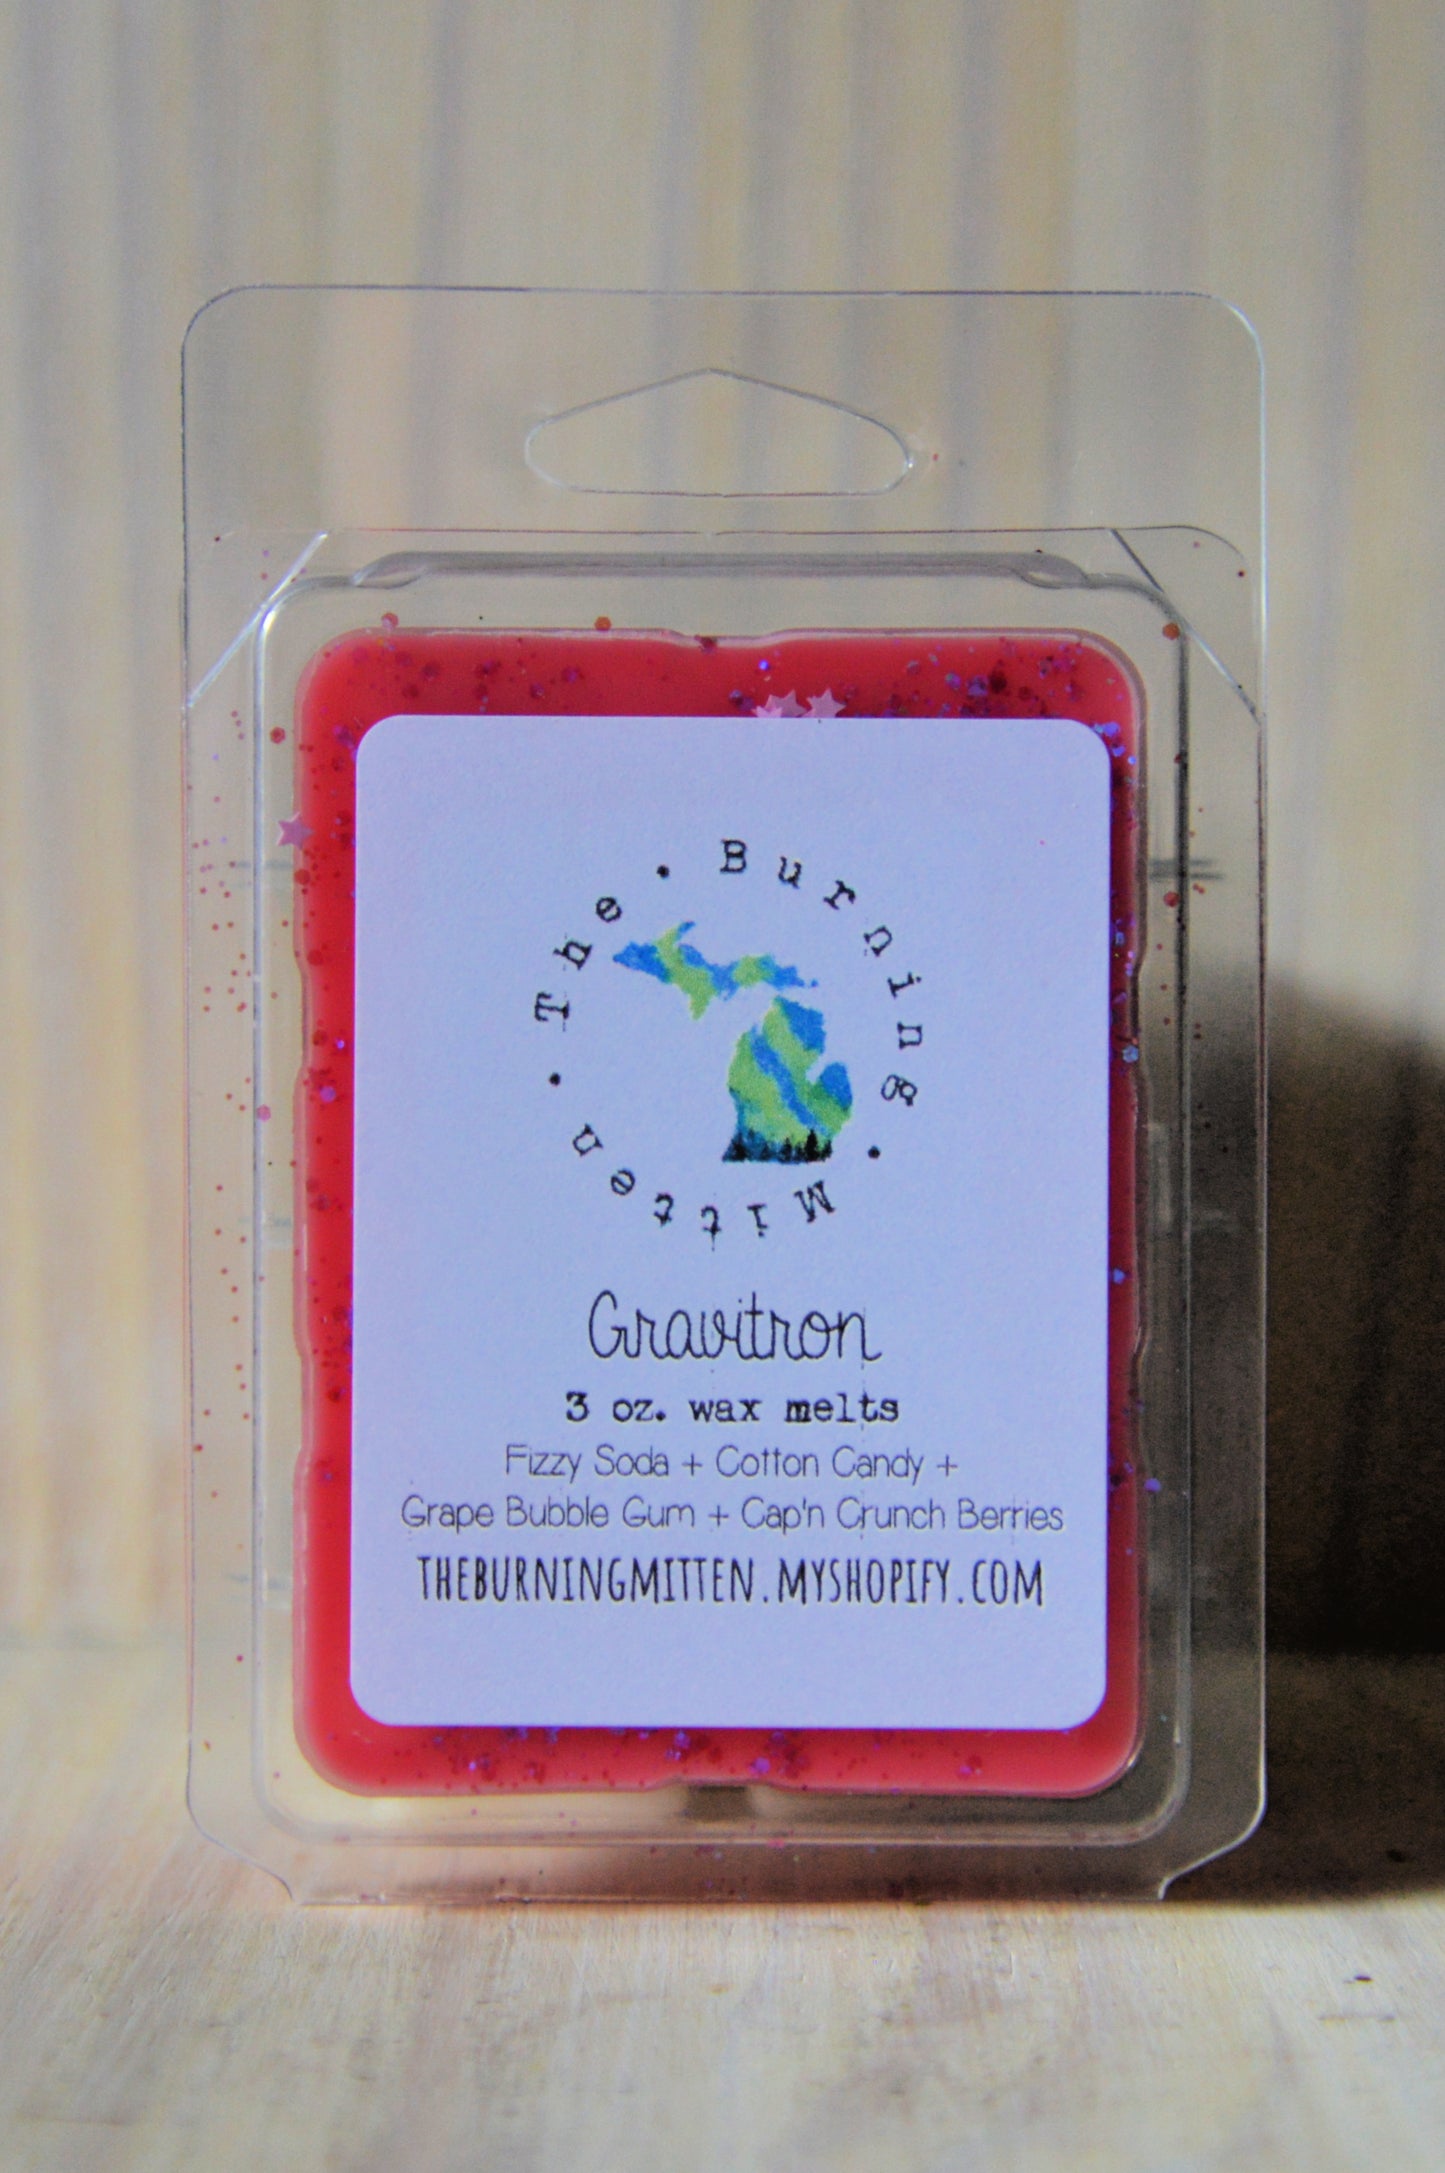 The • Burning • Mitten •
Gravitron
3 oz. wax melts
Fizzy Soda + Cotton Candy +
Grape Bubble Gum + Cap'n Crunch Berries
THEBURNINGMITTEN.MYSHOPIFY.COM